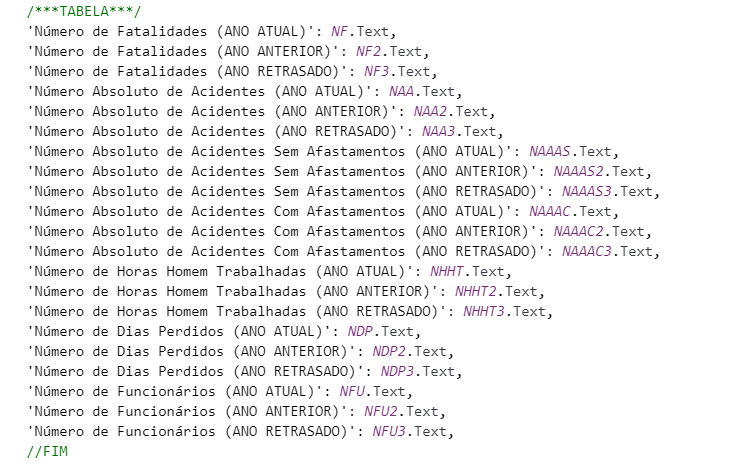 /***TABELA***/
'Número de Fatalidades (ANO ATUAL)': NF.Text,
'Número de Fatalidades (ANO ANTERIOR)': NF2.Text,
'Número de Fatalidades (ANO RETRASADO)': NF3.Text,
'Número Absoluto de Acidentes (ANO ATUAL)': NAA.Text,
'Número Absoluto de Acidentes (ANO ANTERIOR)': NAA2.Text,
'Número Absoluto de Acidentes (ANO RETRASADO)': NAA3.Text,
'Número Absoluto de Acidentes Sem Afastamentos (ANO ATUAL)': NAAAS.Text,
'Número Absoluto de Acidentes Sem Afastamentos (ANO ANTERIOR)': NAAAS2.Text,
'Número Absoluto de Acidentes Sem Afastamentos (ANO RETRASADO)': NAAAS3.Text,
'Número Absoluto de Acidentes Com Afastamentos (ANO ATUAL)': NAAAC.Text,
'Número Absoluto de Acidentes Com Afastamentos (ANO ANTERIOR)': NAAAC2.Text,
'Número Absoluto de Acidentes Com Afastamentos (ANO RETRASADO)': NAAAC3.Text,
'Número de Horas Homem Trabalhadas (ANO ATUAL)': NHHT.Text,
'Número de Horas Homem Trabalhadas (ANO ANTERIOR)': NHHT2.Text,
'Número de Horas Homem Trabalhadas (ANO RETRASADO)': NHHT3.Text,
'Número de Dias Perdidos (ANO ATUAL)': NDP.Text,
'Número de Dias Perdidos (ANO ANTERIOR)': NDP2.Text,
'Número de Dias Perdidos (ANO RETRASADO)': NDP3.Text,
'Número de Funcionários (ANO ATUAL)': NFU.Text,
'Número de Funcionários (ANO ANTERIOR)': NFU2.Text,
'Número de Funcionários (ANO RETRASADO)': NFU3.Text,
//FIM